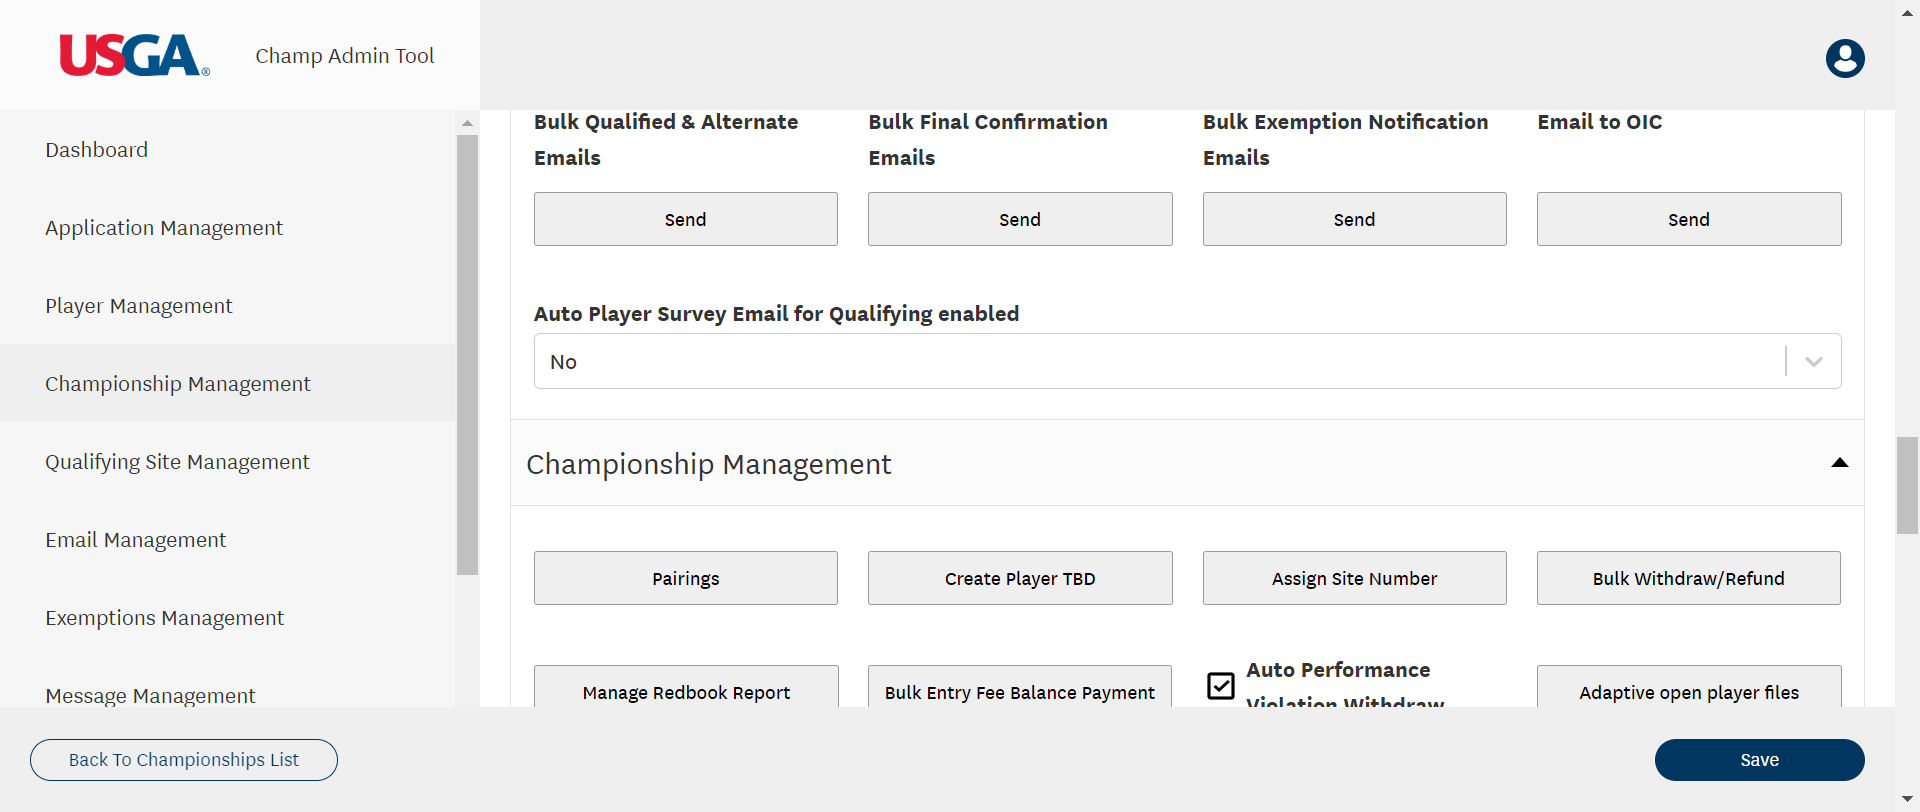 USGA®
Champ Admin Tool
Dashboard
Application Management
Player Management
Championship Management
Qualifying Site Management
Email Management
Exemptions Management
Message Management
Bulk Qualified & Alternate
Emails
Send
Bulk Final Confirmation
Emails
Send
Bulk Exemption Notification
Emails
Send
Email to OIC
Send
Auto Player Survey Email for Qualifying enabled
No
Championship Management
Pairings
Create Player TBD
Assign Site Number
Bulk Withdraw/Refund
Manage Redbook Report
Bulk Entry Fee Balance Payment
Auto Performance
Violation Withdraw
Adaptive open player files
Back To Championships List
Save